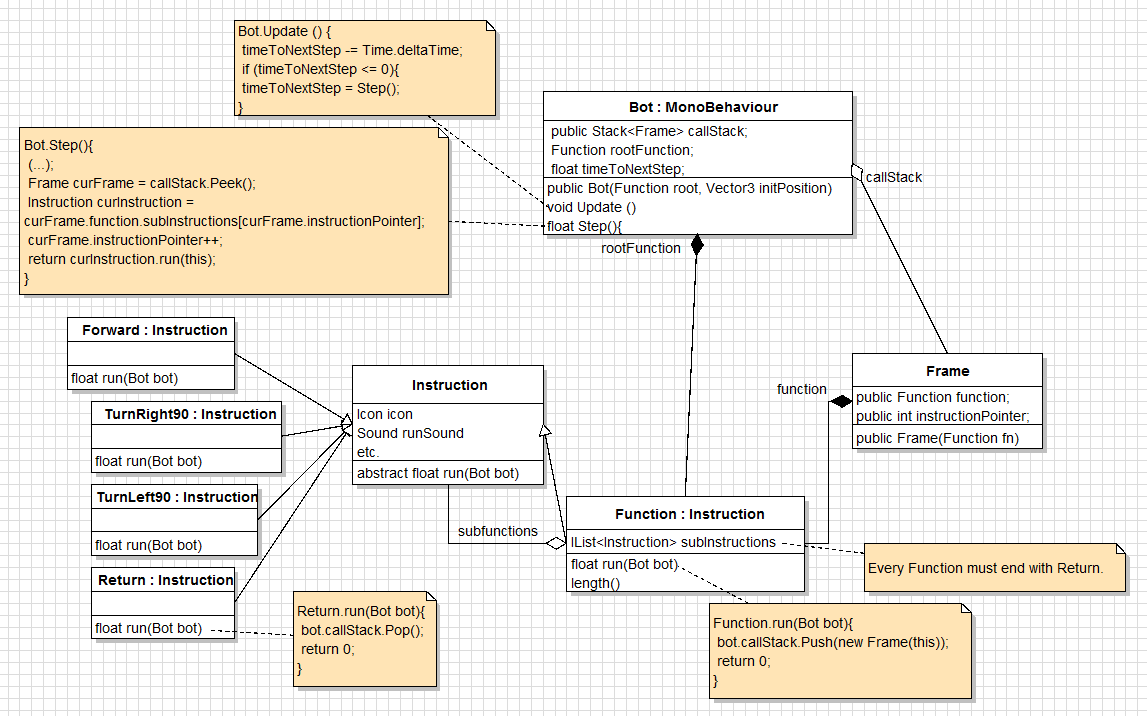 Bot.Update () {
timeToNextStep -= Time.deltaTime;
if (timeToNextStep <= 0){
timeToNextStep = Step();
}
Bot.Step(){
(...);
Frame curFrame = callStack.Peek();
Instruction curInstruction =
curFrame.function.subInstructions[curFrame.instructionPointer];
curFrame.instructionPointer++;
return curInstruction.run(this);
}
Bot : MonoBehaviour
public Stack<Frame> callStack;
Function rootFunction;
float timeToNextStep;
public Bot(Function root, Vector3 initPosition)
void Update ()
float Step(){
callStack
rootFunction
Forward : Instruction
float run(Bot bot)
TurnRight90 : Instruction
float run(Bot bot)
TurnLeft90 : Instruction
float run(Bot bot)
Return : Instruction
float run(Bot bot)
Return.run(Bot bot){
bot.callStack.Pop();
return 0;
}
Instruction
Icon icon
Sound runSound
etc.
abstract float run(Bot bot)
subfunctions
function
Frame
public Function function;
public int instructionPointer;
public Frame(Function fn)
Function : Instruction
IList<Instruction> subInstructions
float run(Bot bot)
length()
Every Function must end with Return.
Function.run(Bot bot){
bot.callStack.Push(new Frame(this));
return 0;
}